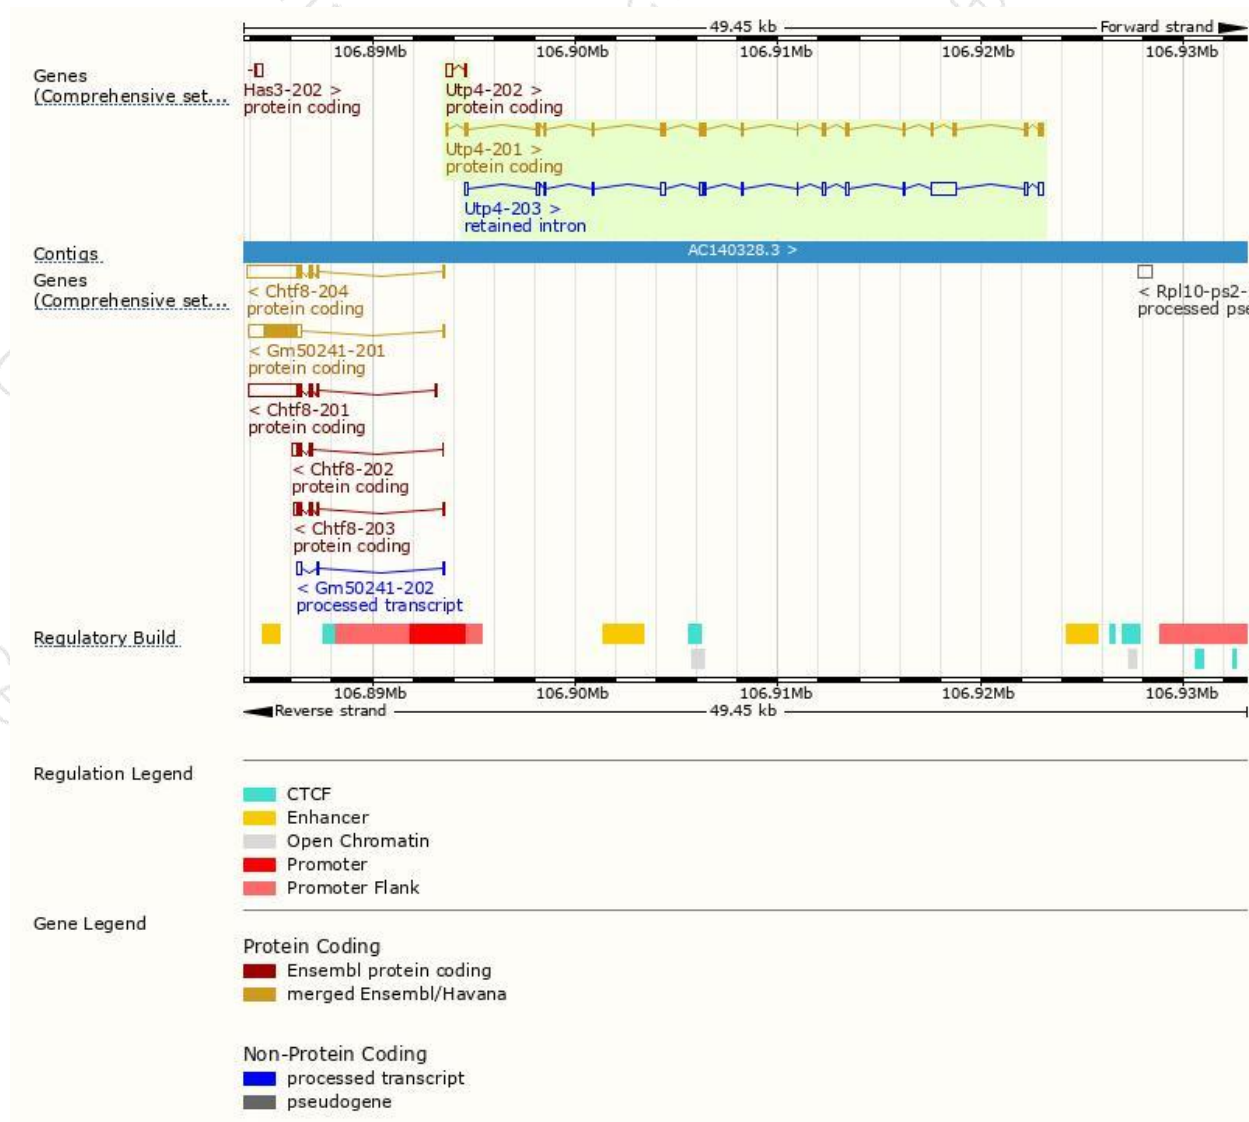 49.45 kb Forward strand
106.89Mb 106.90Mb 106.91Mb 106.92Mb 106.93Mb
Genes
(Comprehensive set...
Has3-202 >
protein coding
Utp4-202 >
protein coding
Utp4-201 >
protein coding
Utp4-203 >
retained intron
Contigs
AC140328.3 >
Genes
(Comprehensive set...
< Chtf8-204
protein coding
< Rpl10-ps2-
processed pse
< Gm50241-201
protein coding
< Chtf8-201
protein coding
< Chtf8-202
protein coding
< Chtf8-203
protein coding
< Gm50241-202
processed transcript
Regulatory Build
106.89Mb 106.90Mb 106.91Mb 106.92Mb 106.93Mb
Reverse strand 49.45 kb
Regulation Legend
CTCF
Enhancer
Open Chromatin
Promoter
Promoter Flank
Gene Legend
Protein Coding
Ensembl protein coding
merged Ensembl/Havana
Non-Protein Coding
processed transcript
pseudogene